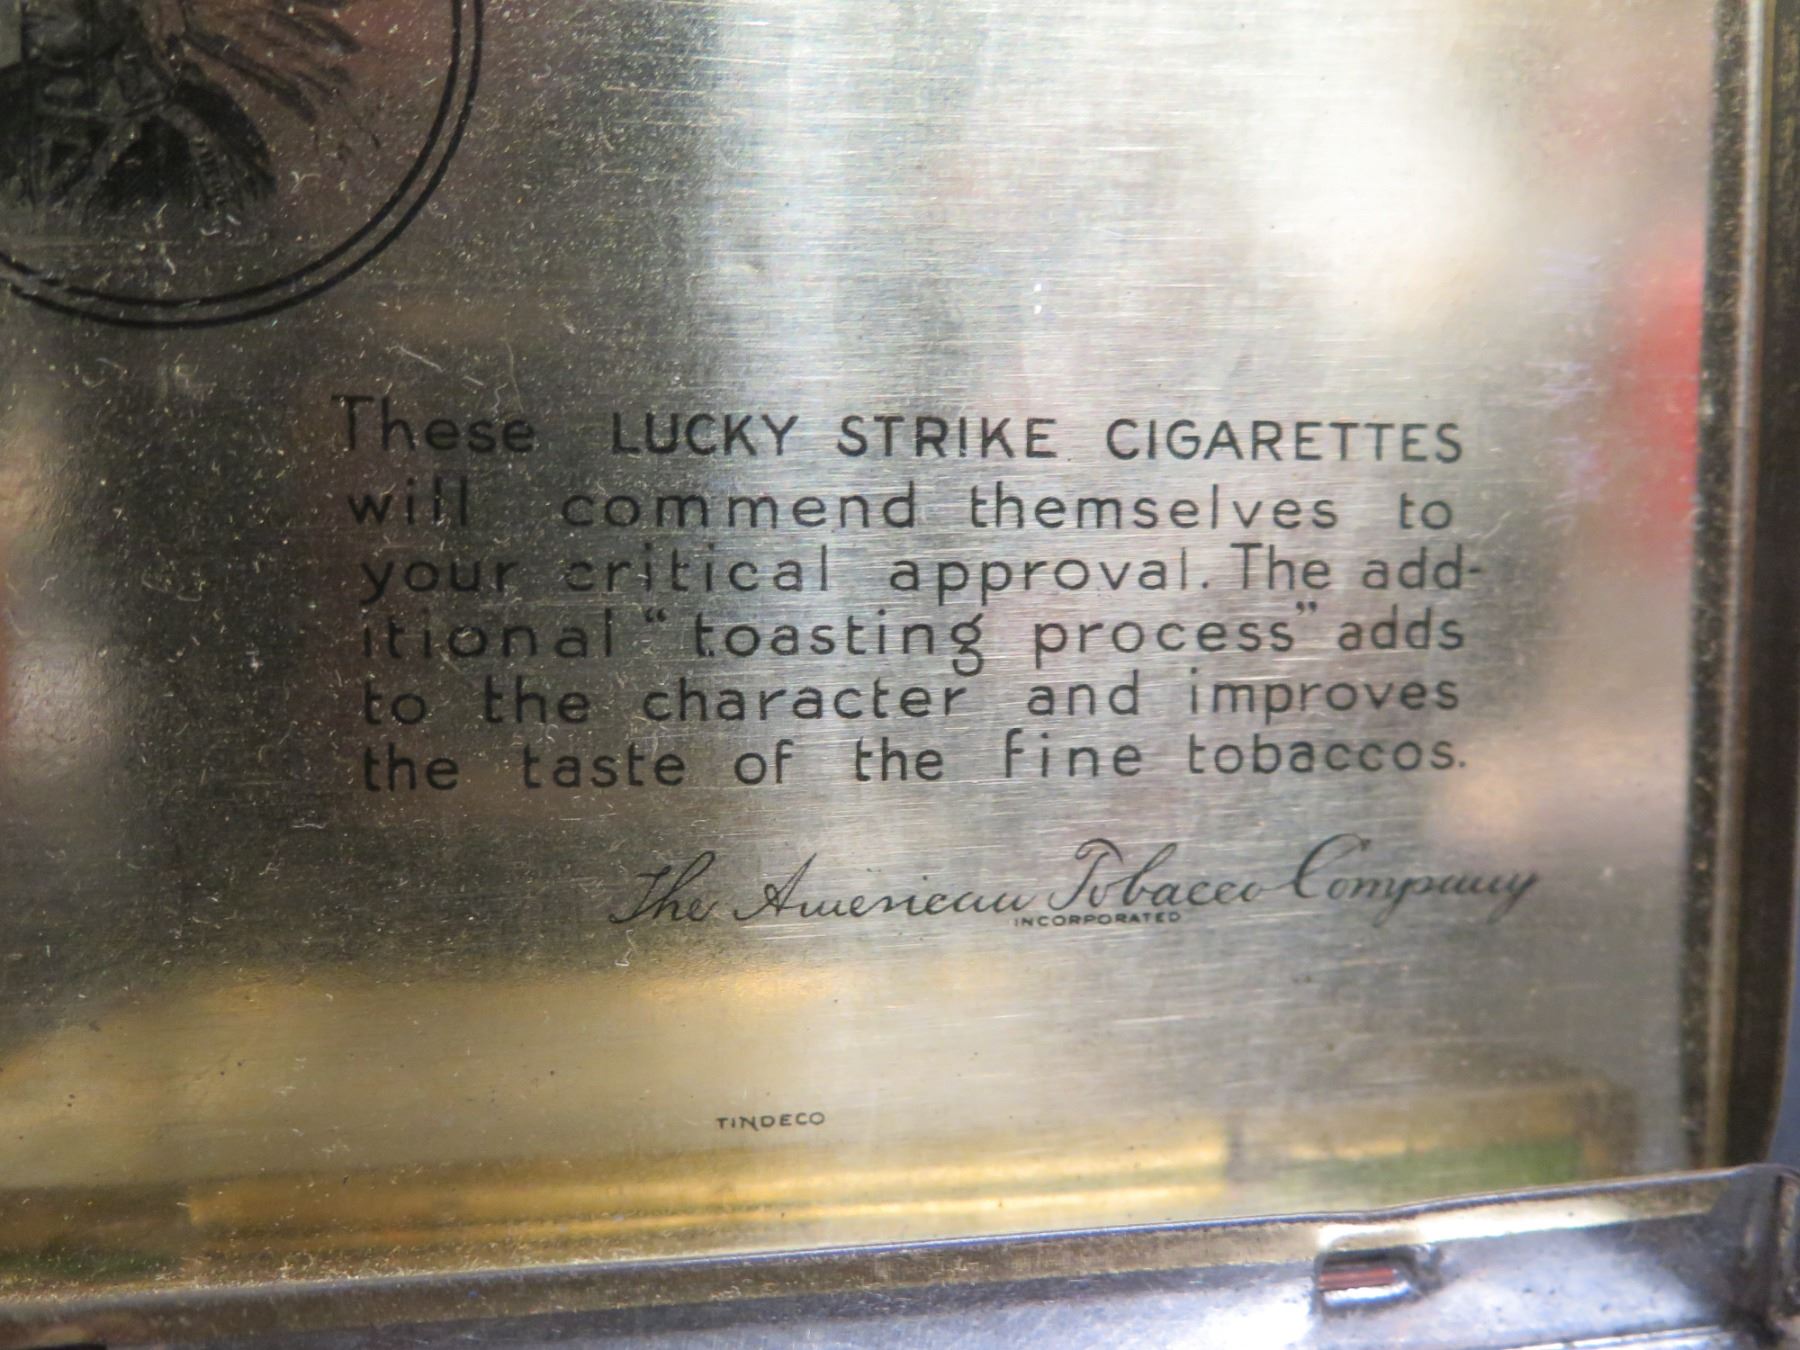 These LUCKY STRIKE CIGARETTES
will commend themselves to
your critical approval. The add-
itional “toasting process” adds
to the character and improves
the taste of the fine tobaccos.
The American Tobacco Company
INCORPORATED
TINDECO